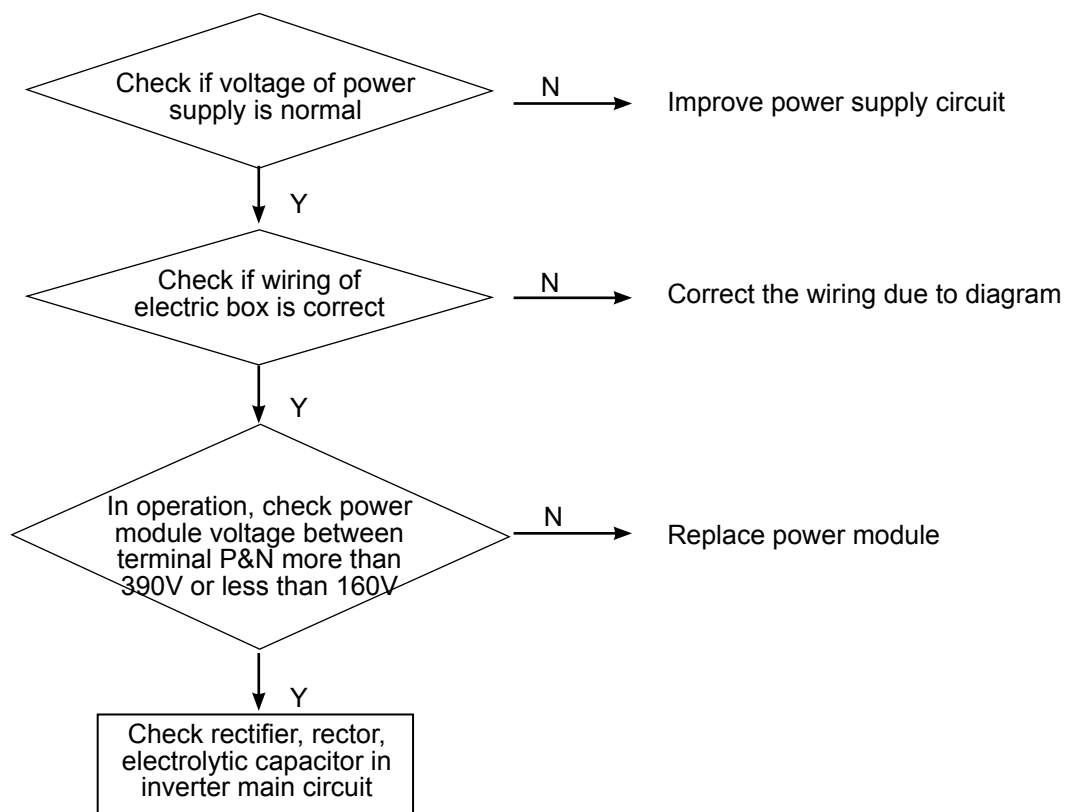 Check if voltage of power
supply is normal
N
Improve power supply circuit
Y
Check if wiring of
electric box is correct
N
Correct the wiring due to diagram
Y
In operation, check power
module voltage between
terminal P&N more than
390V or less than 160V
N
Replace power module
Y
Check rectifier, rector,
electrolytic capacitor in
inverter main circuit